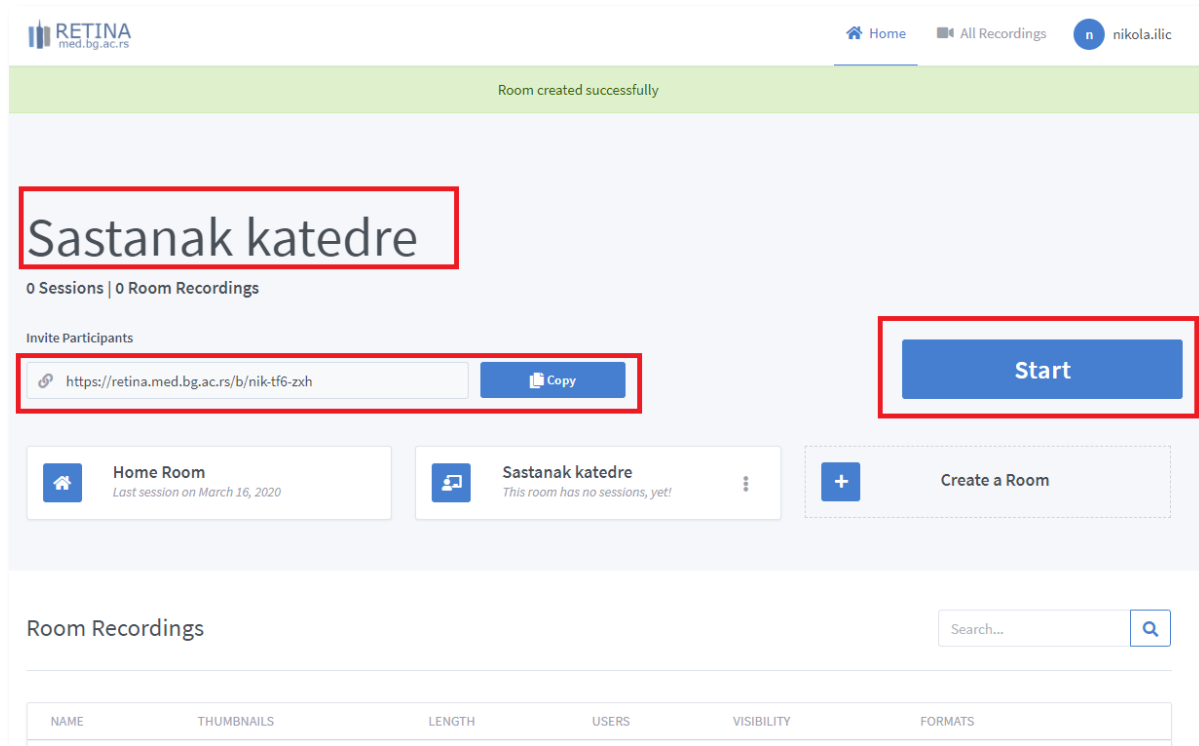 RETINA
med.bg.ac.rs
Home
All Recordings
n
nikola.ilic
Room created successfully
Sastanak katedre
0 Sessions | 0 Room Recordings
Invite Participants
https://retina.med.bg.ac.rs/b/nik-tf6-zxh
Copy
Start
Home Room
Last session on March 16, 2020
Sastanak katedre
This room has no sessions, yet!
Create a Room
Room Recordings
Search...
NAME THUMBNAILS LENGTH USERS VISIBILITY FORMATS